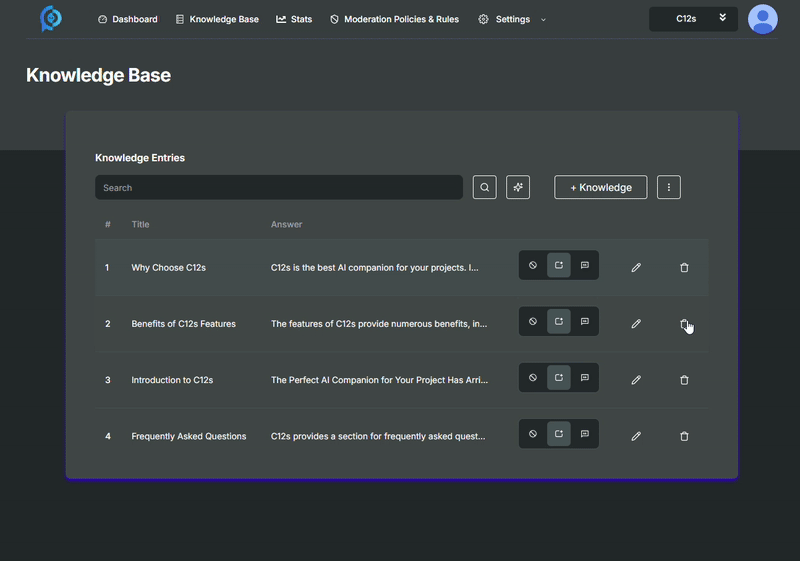 Dashboard Knowledge Base Stats Moderation Policies & Rules Settings C12s
Knowledge Base
Knowledge Entries
Search + Knowledge
# Title Answer
1 Why Choose C12s C12s is the best AI companion for your projects. I...
2 Benefits of C12s Features The features of C12s provide numerous benefits, in...
3 Introduction to C12s The Perfect AI Companion for Your Project Has Arri...
4 Frequently Asked Questions C12s provides a section for frequently asked quest...